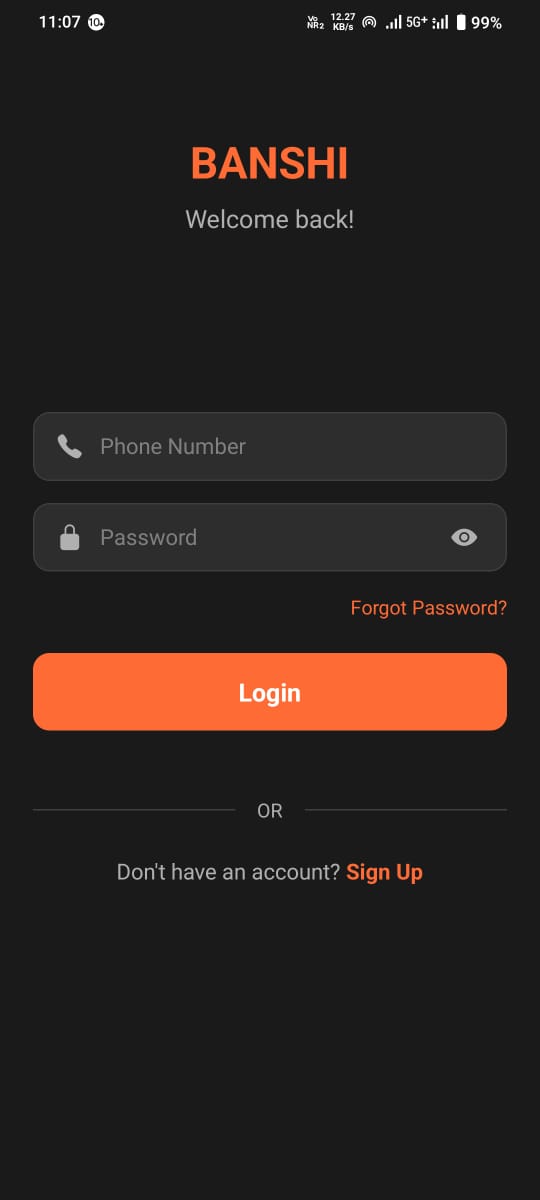 11:07 10+ Vo NR2 12.27 KB/s 5G+ 99%
BANSHI
Welcome back!
Phone Number
Password
Forgot Password?
Login
OR
Don't have an account? Sign Up